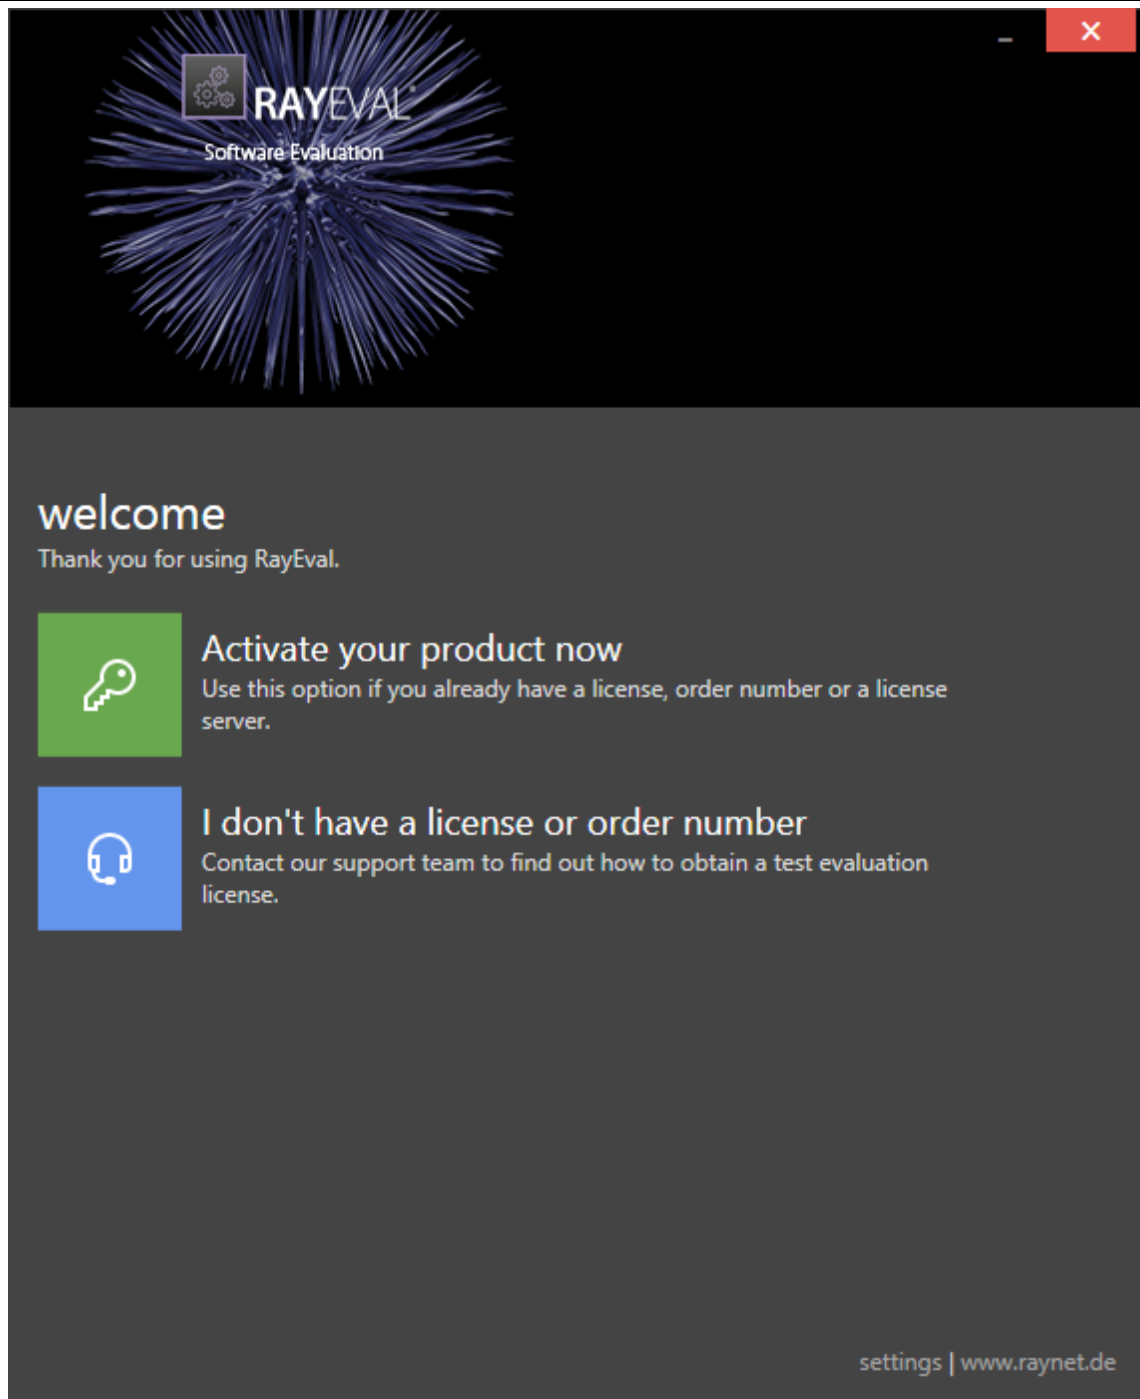 RAYEVAL®
Software Evaluation
welcome
Thank you for using RayEval.
Activate your product now
Use this option if you already have a license, order number or a license
server.
I don't have a license or order number
Contact our support team to find out how to obtain a test evaluation
license.
settings | www.raynet.de